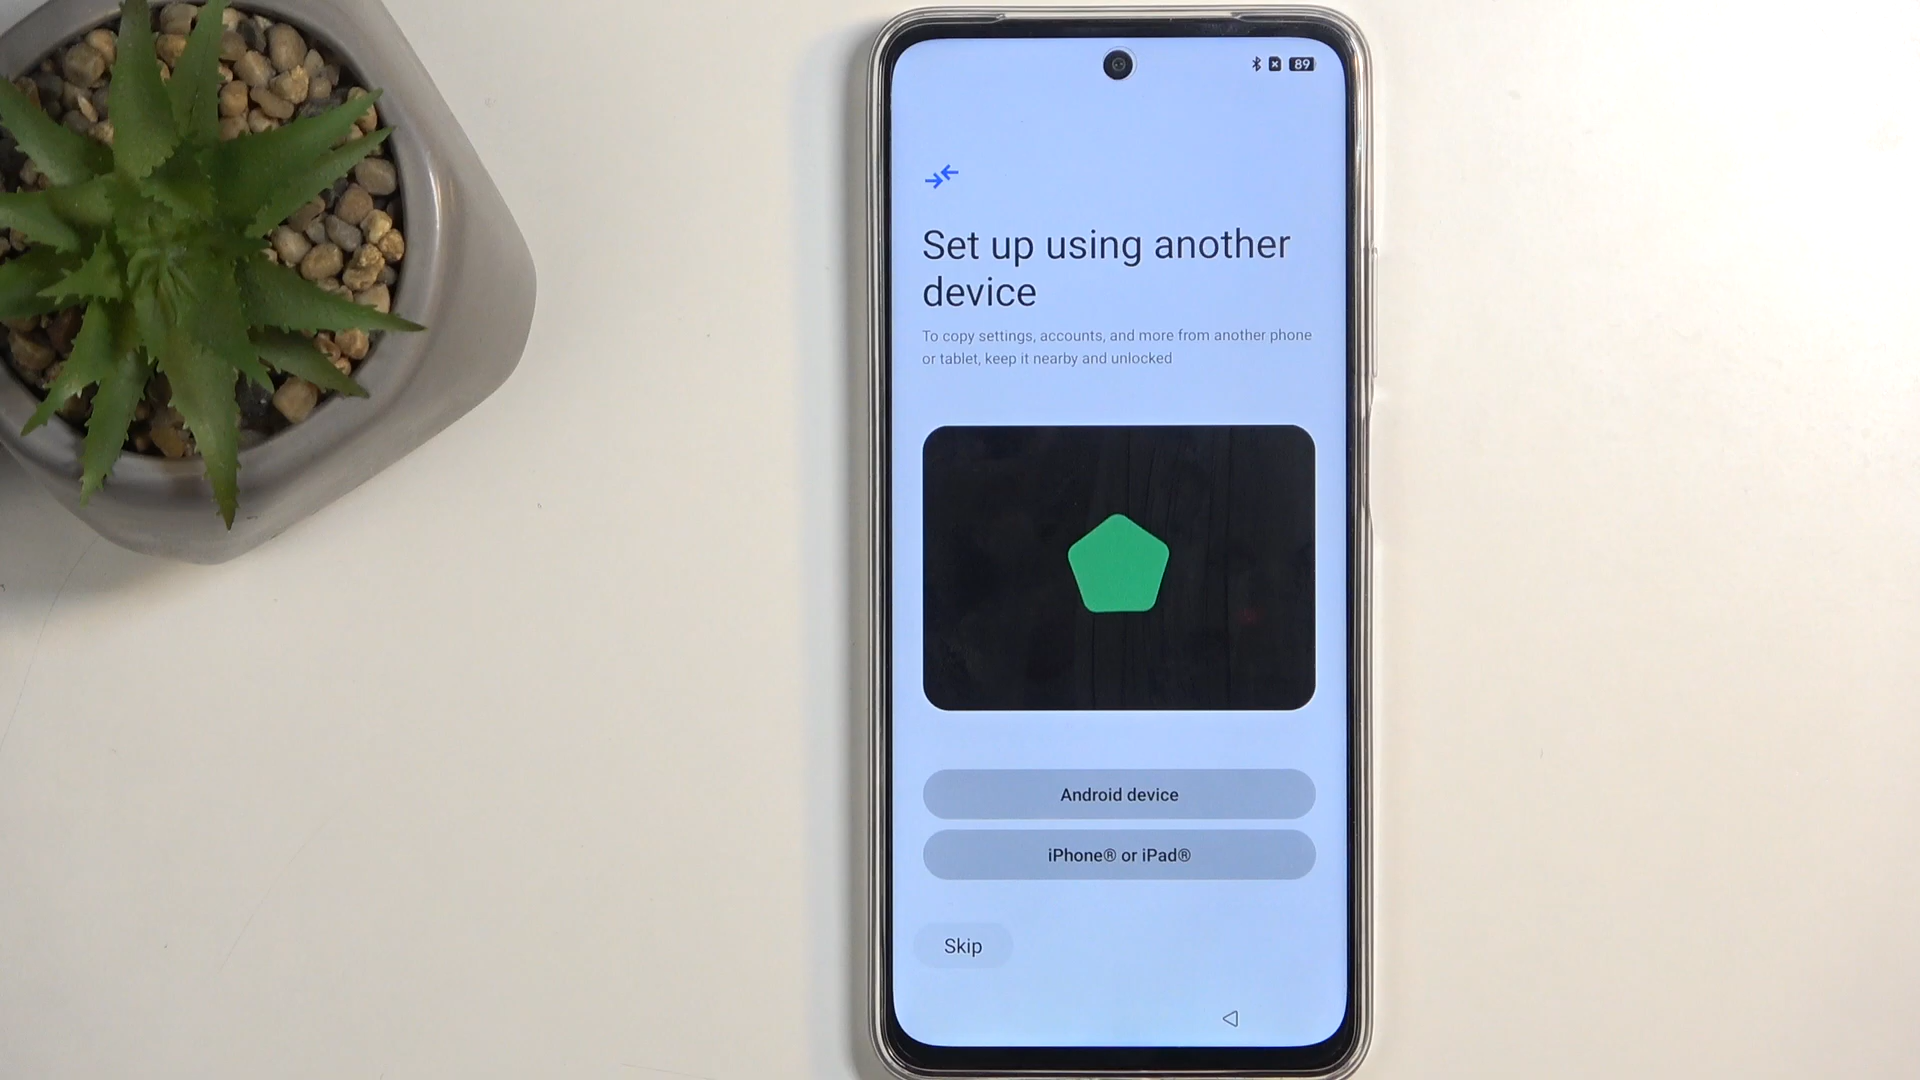 89
Set up using another
device
To copy settings, accounts, and more from another phone
or tablet, keep it nearby and unlocked
Android device
iPhone® or iPad®
Skip